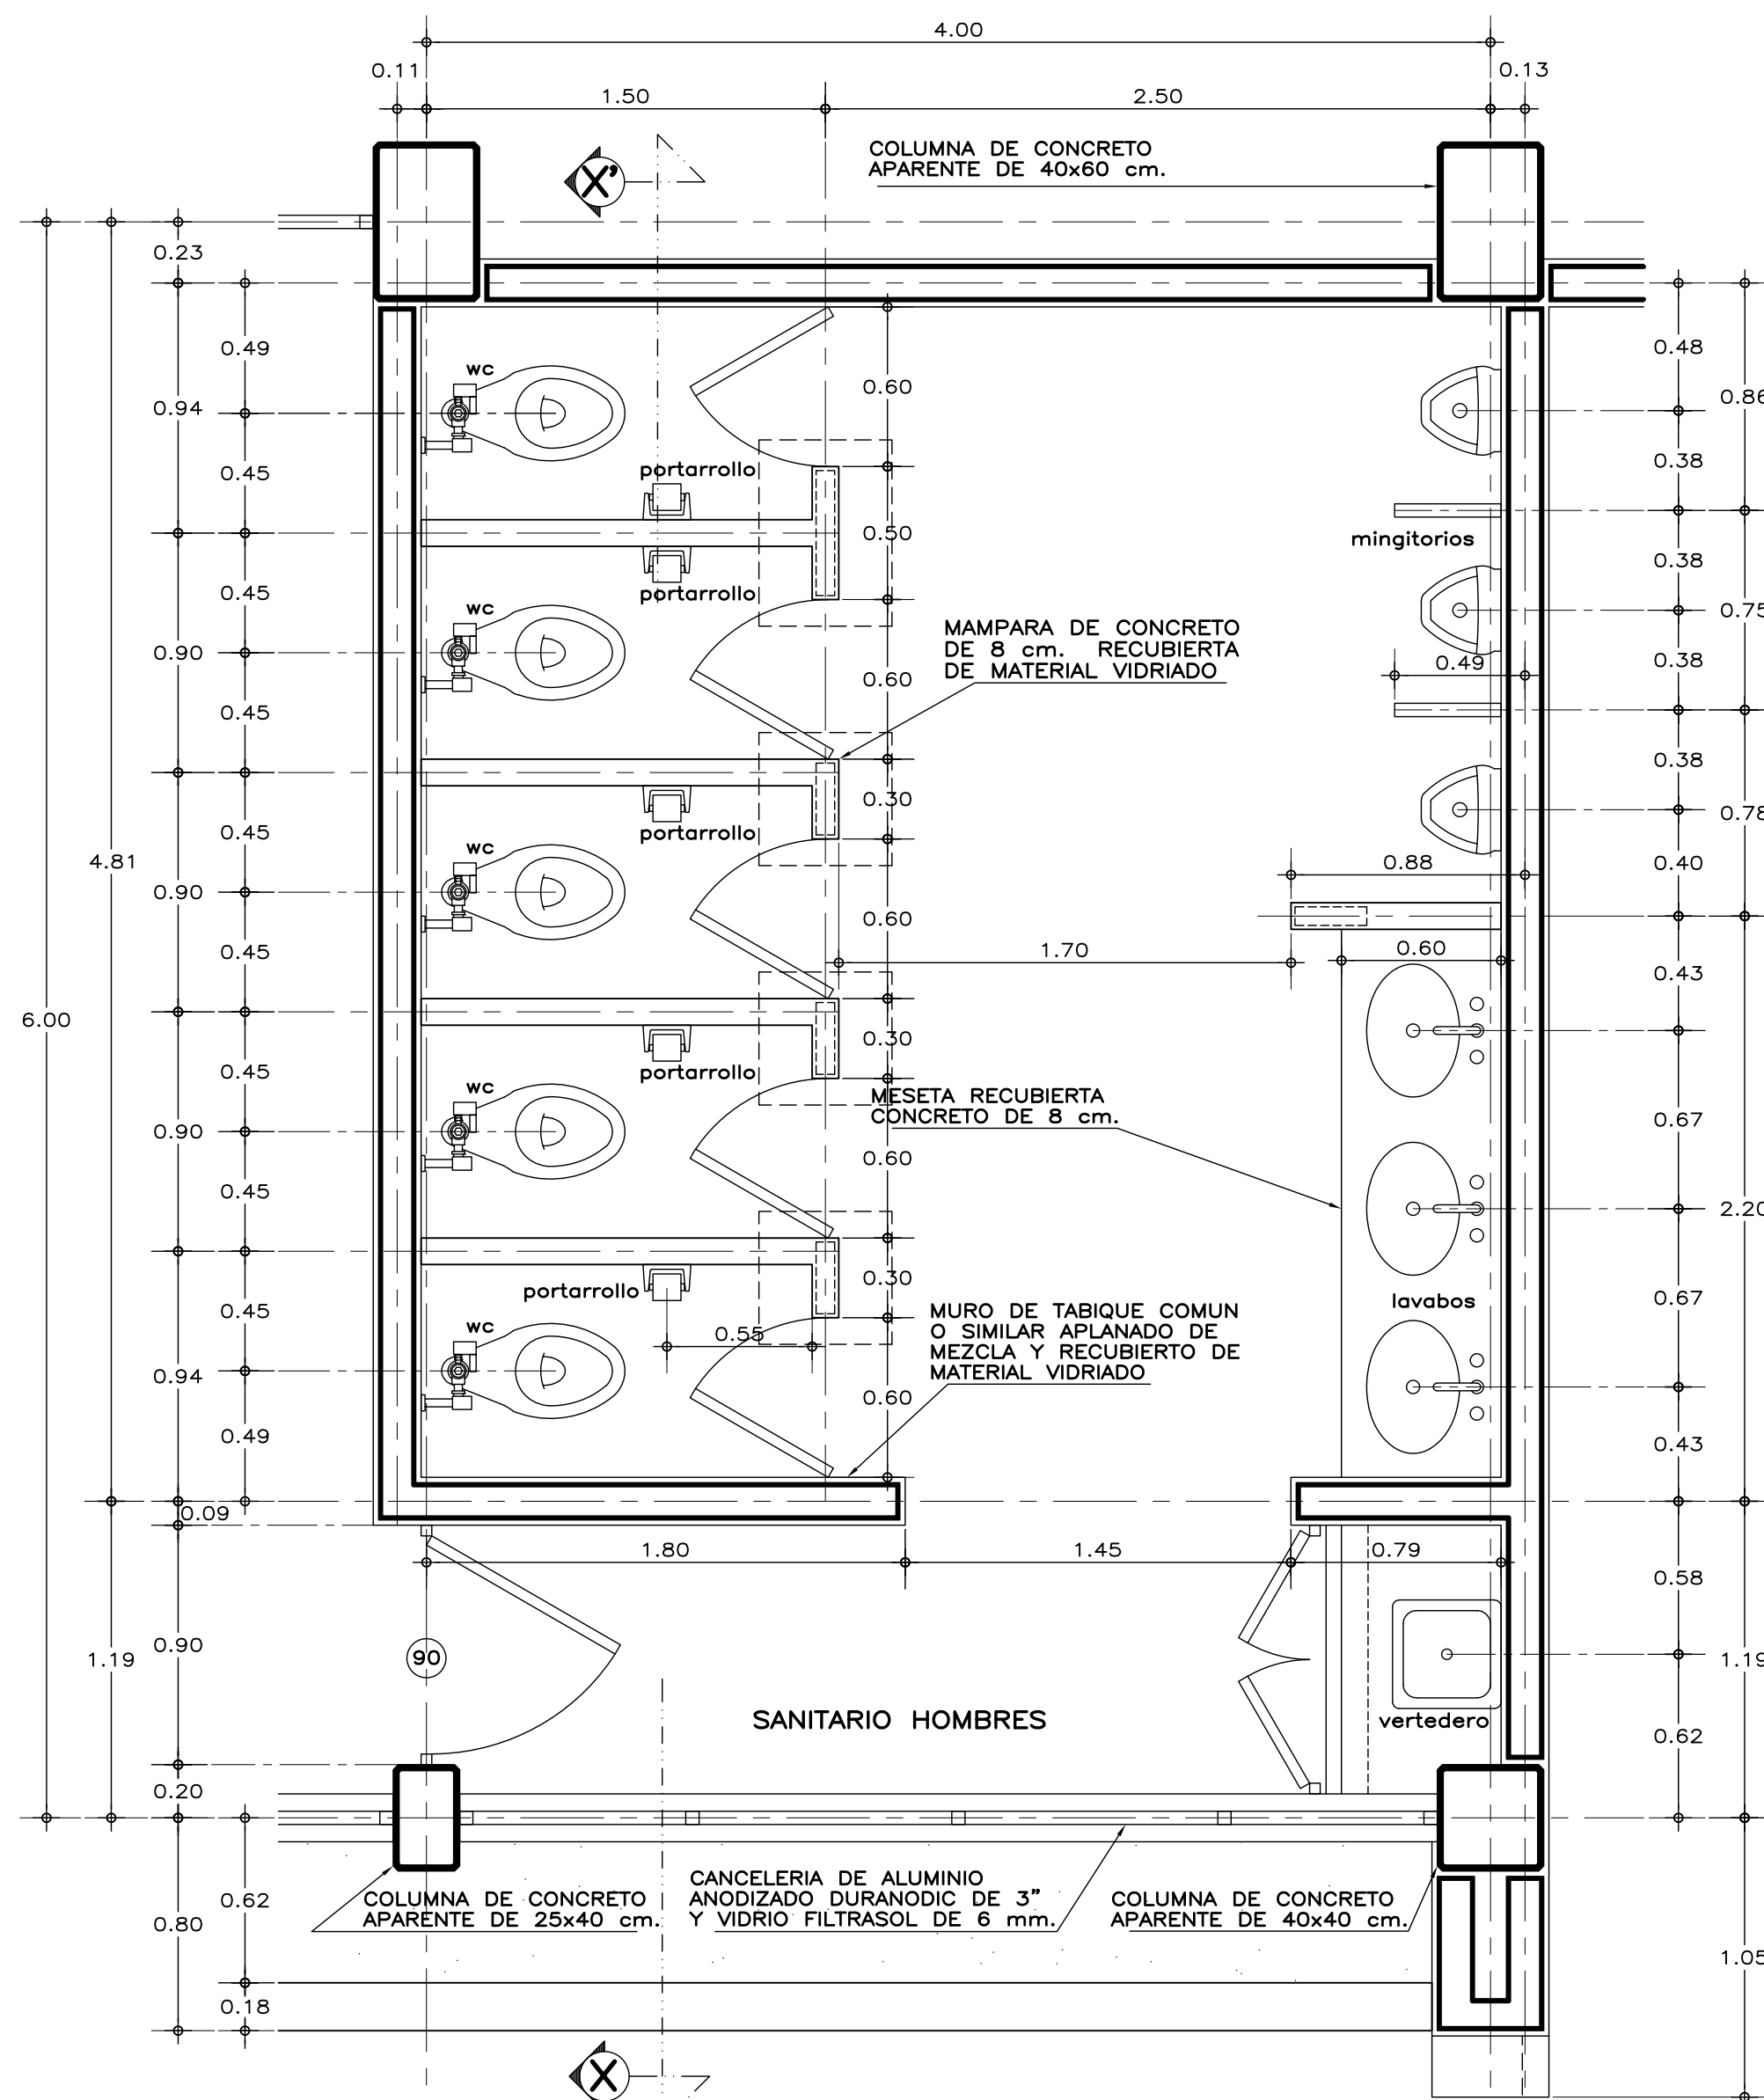 4.00
0.11
0.13
1.50
2.50
COLUMNA DE CONCRETO
APARENTE DE 40x60 cm.
X'
0.23
0.49
0.94
0.45
0.45
0.90
0.45
0.45
0.90
0.45
0.45
0.90
0.45
0.45
0.94
0.49
0.09
4.81
6.00
1.19
0.90
0.20
0.62
0.80
0.18
wc
portarrollo
portarrollo
wc
wc
portarrollo
wc
portarrollo
wc
portarrollo
0.55
0.60
0.50
0.60
0.30
0.60
0.30
0.60
0.30
0.60
MAMPARA DE CONCRETO
DE 8 cm. RECUBIERTA
DE MATERIAL VIDRIADO
mingitorios
0.49
0.88
1.70
0.60
MESETA RECUBIERTA
CONCRETO DE 8 cm.
lavabos
MURO DE TABIQUE COMUN
O SIMILAR APLANADO DE
MEZCLA Y RECUBIERTO DE
MATERIAL VIDRIADO
0.48
0.86
0.38
0.38
0.75
0.38
0.38
0.78
0.40
0.43
0.67
2.20
0.67
0.43
0.58
1.19
0.62
1.05
1.80
1.45
0.79
90
SANITARIO HOMBRES
vertedero
COLUMNA DE CONCRETO
APARENTE DE 25x40 cm.
CANCELERIA DE ALUMINIO
ANODIZADO DURANODIC DE 3"
Y VIDRIO FILTRASOL DE 6 mm.
COLUMNA DE CONCRETO
APARENTE DE 40x40 cm.
X